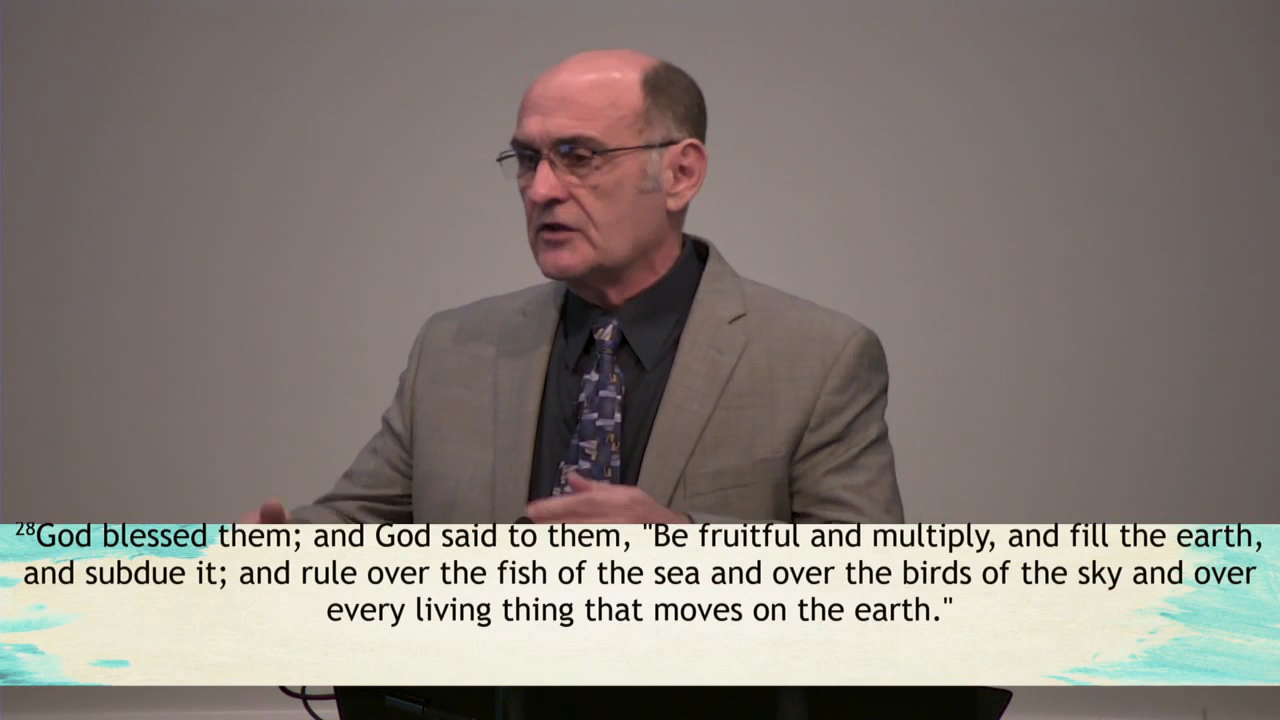 ²⁸God blessed them; and God said to them, "Be fruitful and multiply, and fill the earth,
and subdue it; and rule over the fish of the sea and over the birds of the sky and over
every living thing that moves on the earth."